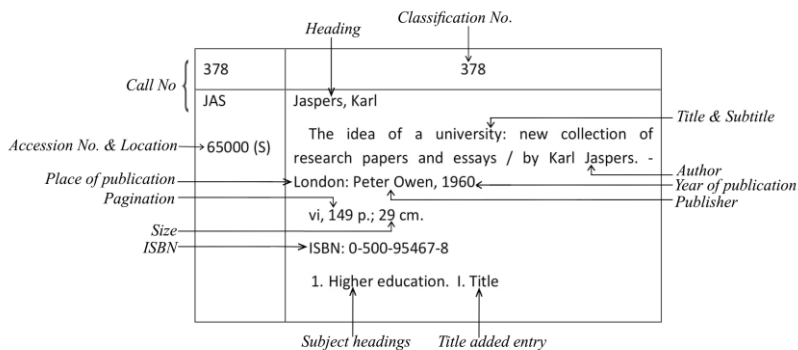 Heading
Classification No.
Call No
378
378
JAS
Jaspers, Karl
Title & Subtitle
The idea of a university: new collection of
Accession No. & Location
65000 (S)
research papers and essays / by Karl Jaspers. -
Author
Place of publication
London: Peter Owen, 1960
Year of publication
Pagination
Publisher
vi, 149 p.; 29 cm.
Size
ISBN
ISBN: 0-500-95467-8
1. Higher education. I. Title
Subject headings
Title added entry